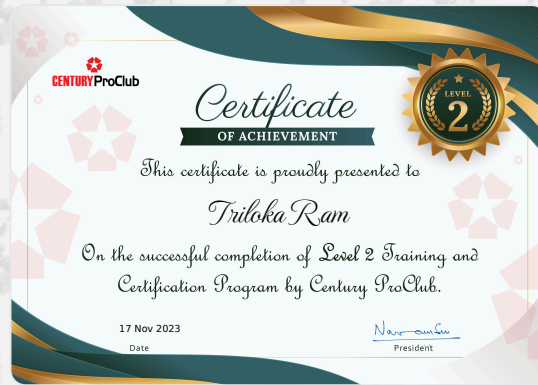 CENTURY ProClub
LEVEL
2
Certificate
OF ACHIEVEMENT
This certificate is proudly presented to
Triloka Ram
On the successful completion of Level 2 Training and
Certification Program by Century ProClub.
17 Nov 2023
Date
President